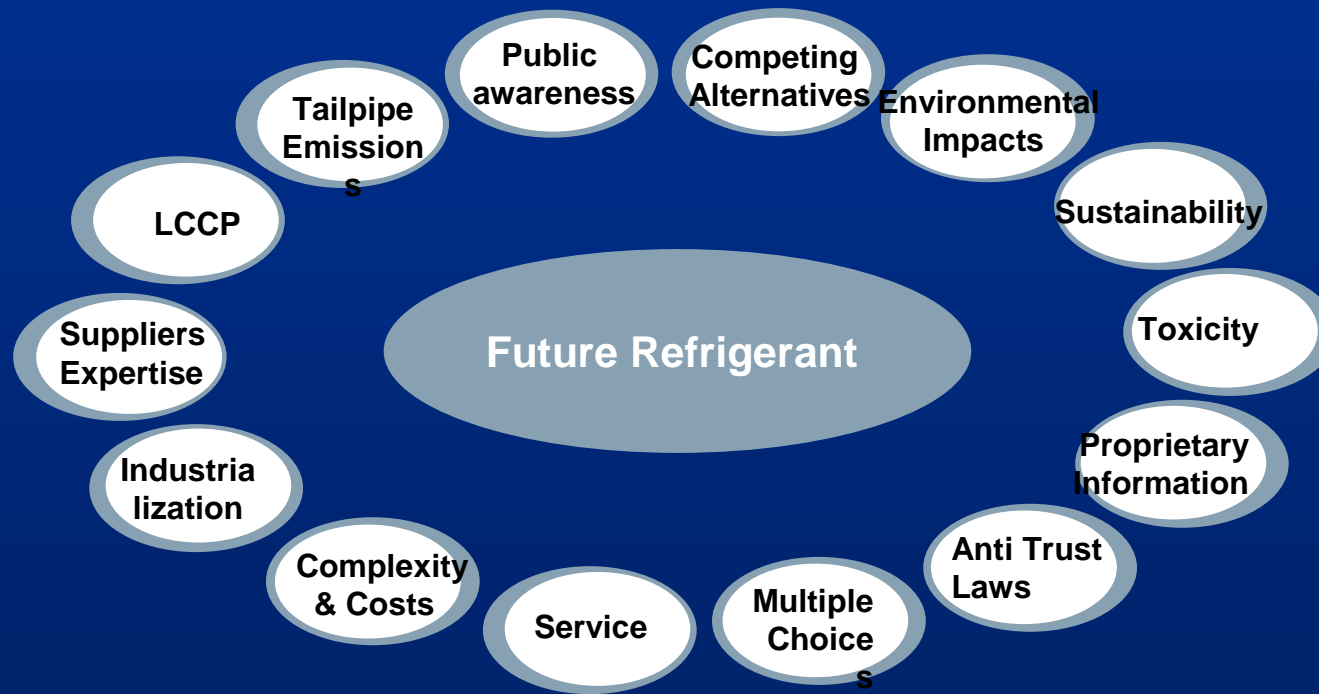 Public
awareness
Competing
Alternatives
Environmental
Impacts
Sustainability
Toxicity
Proprietary
Information
Anti Trust
Laws
Multiple
Choice
s
Service
Complexity
& Costs
Industria
lization
Suppliers
Expertise
LCCP
Tailpipe
Emission
s
Future Refrigerant